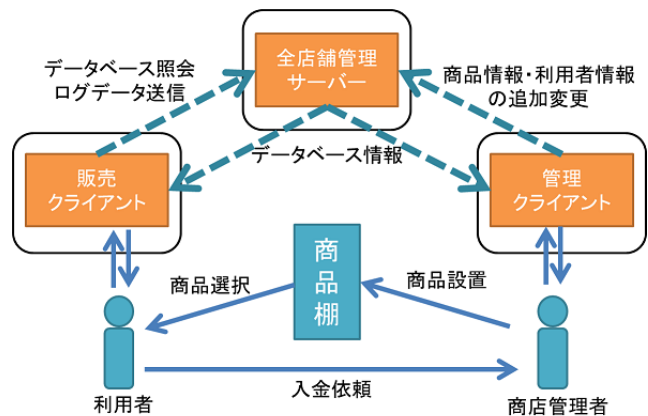 全店舗管理
サーバー
データベース照会
ログデータ送信
商品情報・利用者情報
の追加変更
データベース情報
販売
クライアント
管理
クライアント
商品棚
商品選択
商品設置
入金依頼
利用者
商店管理者